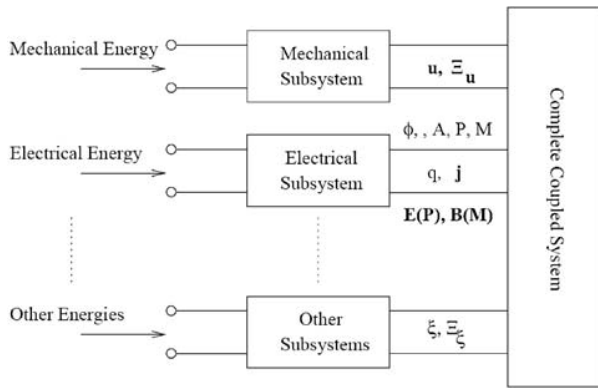 Mechanical Energy
Mechanical
Subsystem
u, Ξu
ϕ, , A, P, M
Electrical Energy
Electrical
Subsystem
q, j
E(P), B(M)
Other Energies
Other
Subsystems
ξ, Ξξ
Complete Coupled System